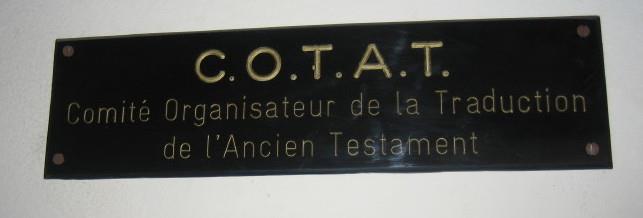 C.O.T.A.T.
Comité Organisateur de la Traduction
de l'Ancien Testament